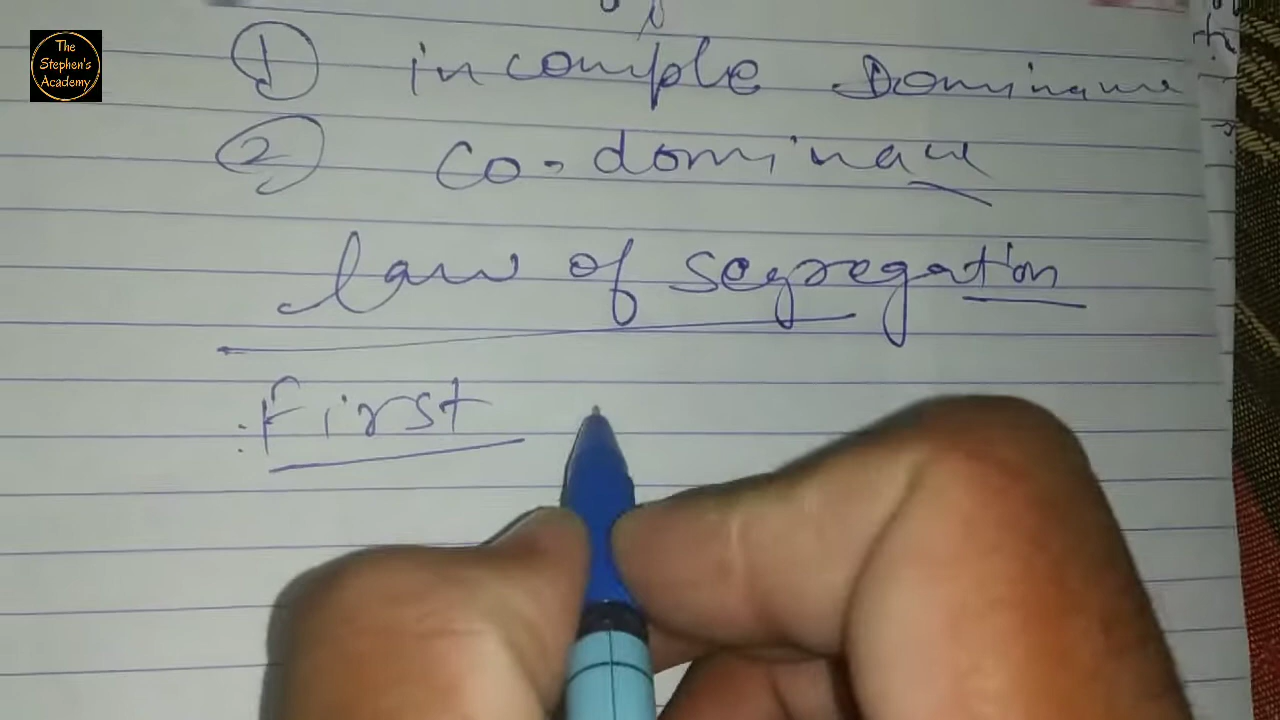 The
Stephen's
Academy
① incomple Dominance
② Co-dominance
law of segregation
: First